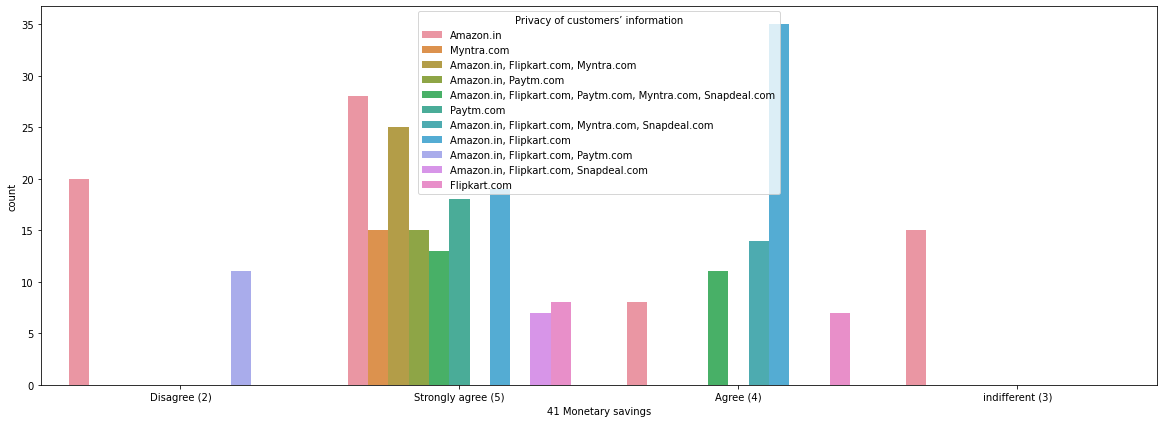 Privacy of customers’ information
Amazon.in
Myntra.com
Amazon.in, Flipkart.com, Myntra.com
Amazon.in, Paytm.com
Amazon.in, Flipkart.com, Paytm.com, Myntra.com, Snapdeal.com
Paytm.com
Amazon.in, Flipkart.com, Myntra.com, Snapdeal.com
Amazon.in, Flipkart.com
Amazon.in, Flipkart.com, Paytm.com
Amazon.in, Flipkart.com, Snapdeal.com
Flipkart.com
35
30
25
20
15
10
5
0
count
Disagree (2)
Strongly agree (5)
Agree (4)
indifferent (3)
41 Monetary savings